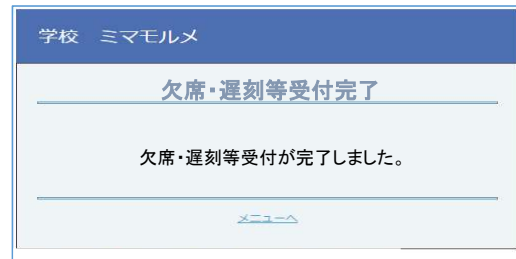 学校　ミマモルメ
欠席・遅刻等受付完了
欠席・遅刻等受付が完了しました。
メニューへ